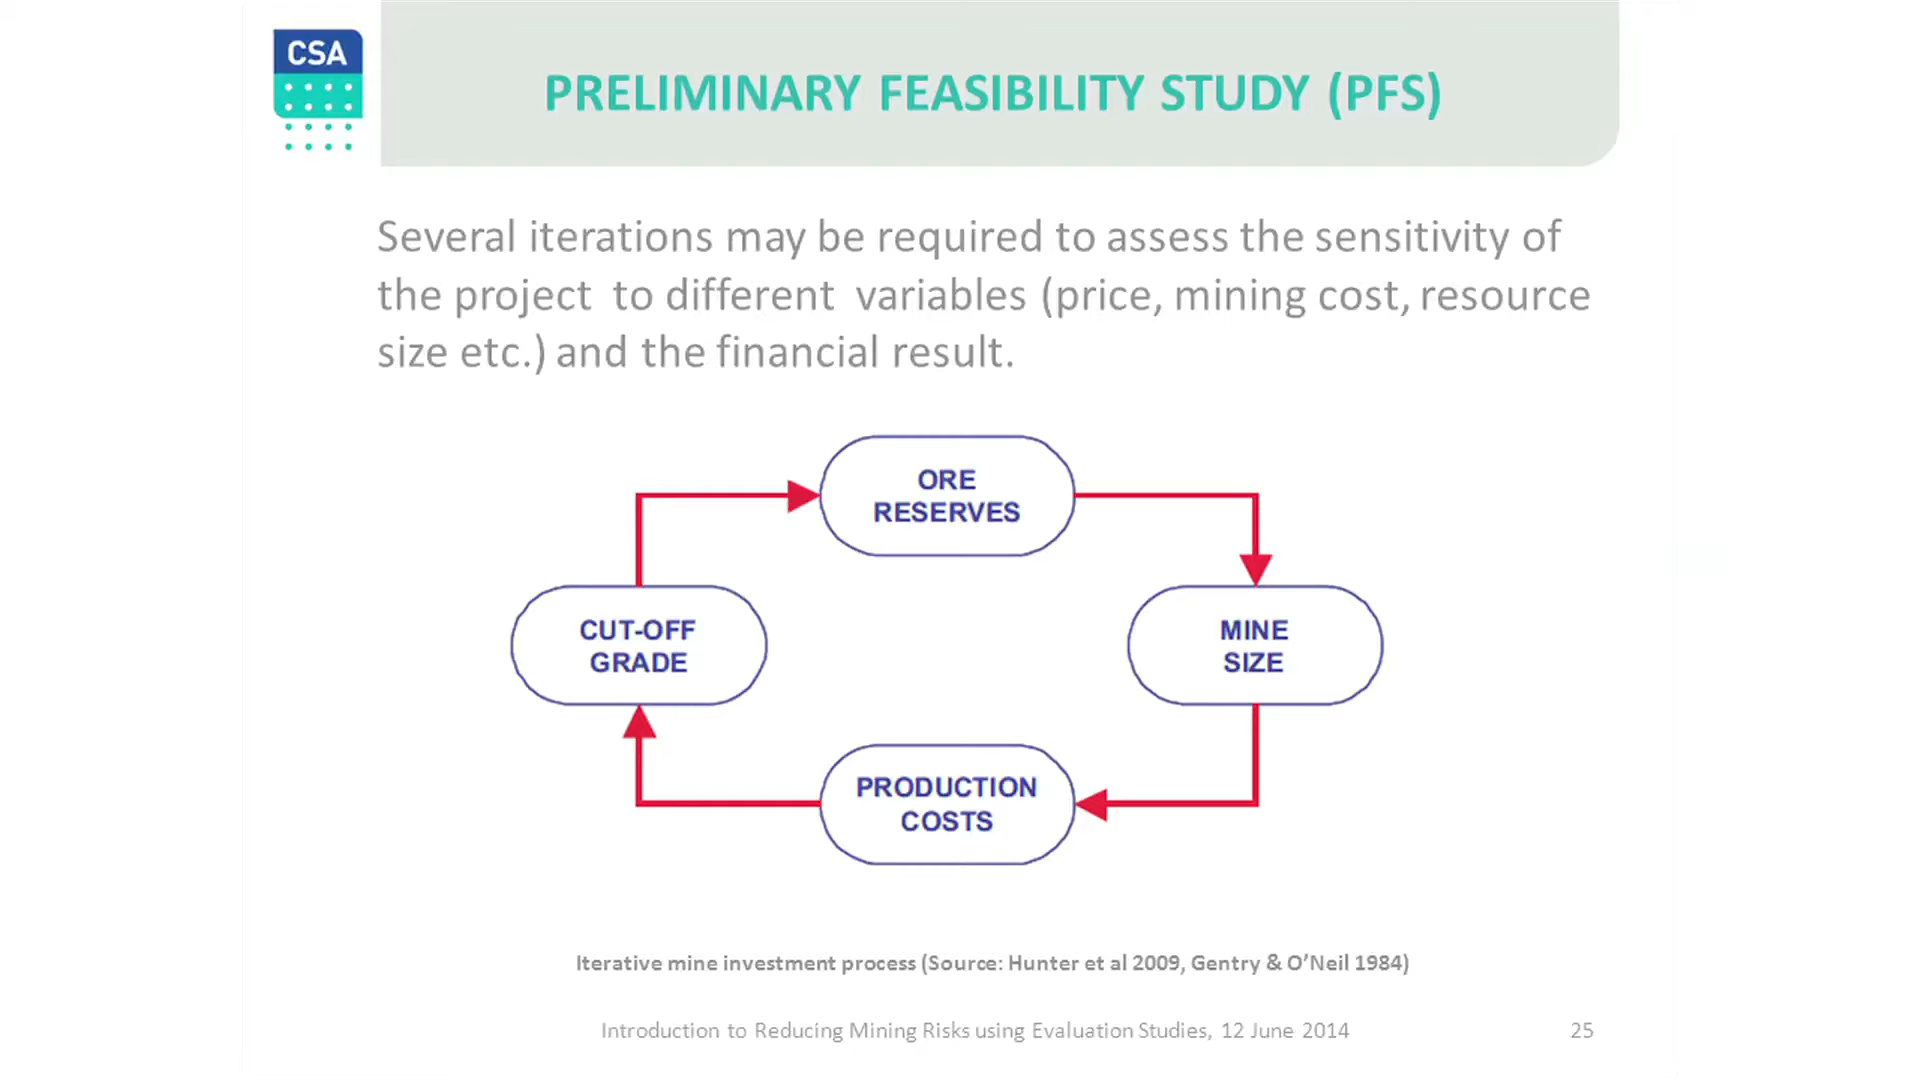 CSA
PRELIMINARY FEASIBILITY STUDY (PFS)
Several iterations may be required to assess the sensitivity of
the project to different variables (price, mining cost, resource
size etc.) and the financial result.
ORE
RESERVES
CUT-OFF
GRADE
MINE
SIZE
PRODUCTION
COSTS
Iterative mine investment process (Source: Hunter et al 2009, Gentry & O’Neil 1984)
Introduction to Reducing Mining Risks using Evaluation Studies, 12 June 2014
25